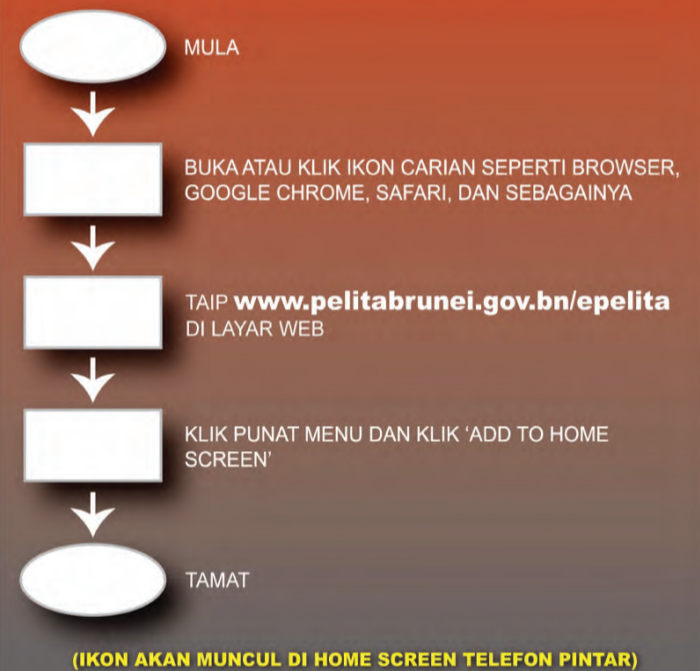 MULA
BUKA ATAU KLIK IKON CARIAN SEPERTI BROWSER,
GOOGLE CHROME, SAFARI, DAN SEBAGAINYA
TAIP www.pelitabrunei.gov.bn/epelita
DI LAYAR WEB
KLIK PUNAT MENU DAN KLIK ‘ADD TO HOME
SCREEN’
TAMAT
(IKON AKAN MUNCUL DI HOME SCREEN TELEFON PINTAR)